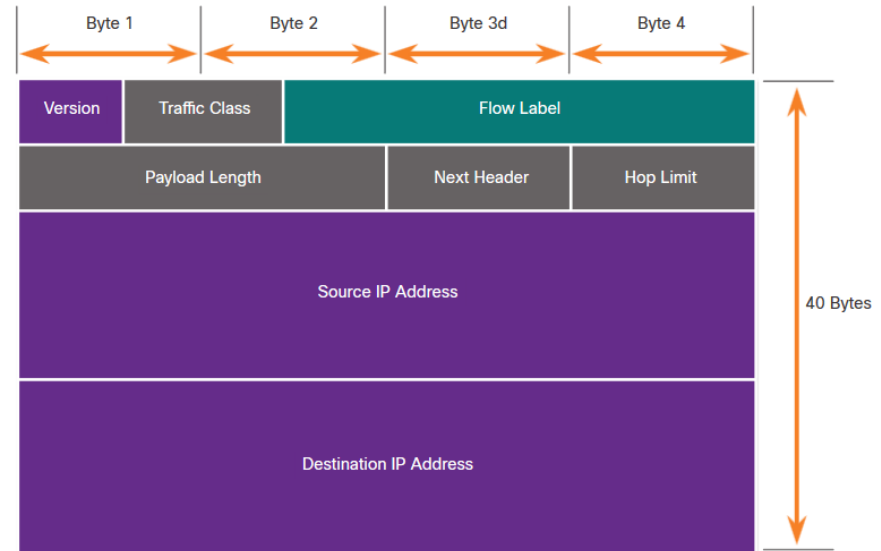 Byte 1 Byte 2 Byte 3d Byte 4
Version Traffic Class Flow Label
Payload Length Next Header Hop Limit
Source IP Address
40 Bytes
Destination IP Address